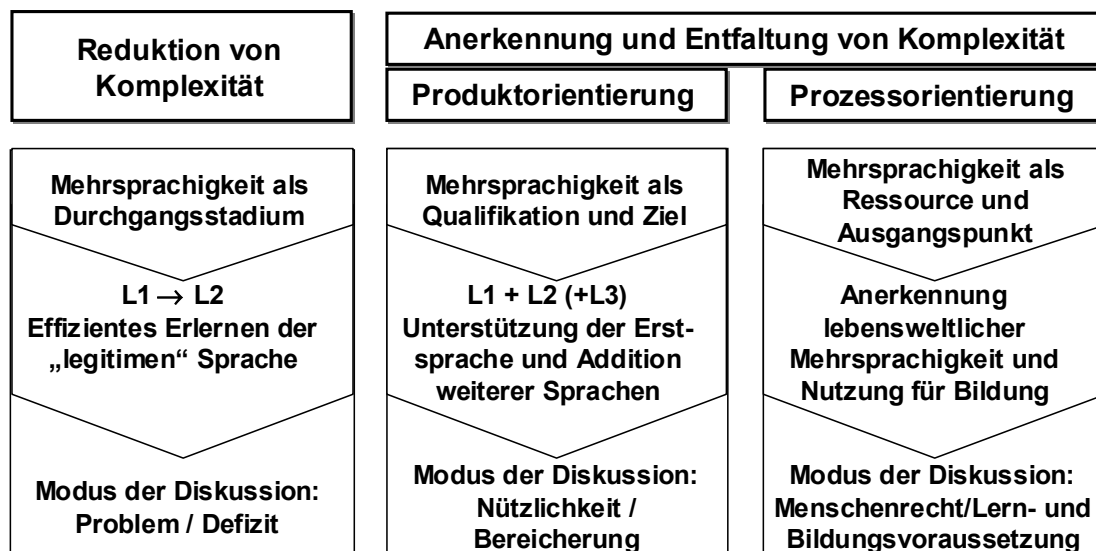 Reduktion von
Komplexität
Anerkennung und Entfaltung von Komplexität
Produktorientierung
Prozessorientierung
Mehrsprachigkeit als
Durchgangsstadium
L1 → L2
Effizientes Erlernen der
„legitimen“ Sprache
Modus der Diskussion:
Problem / Defizit
Mehrsprachigkeit als
Qualifikation und Ziel
L1 + L2 (+L3)
Unterstützung der Erst-
sprache und Addition
weiterer Sprachen
Modus der Diskussion:
Nützlichkeit /
Bereicherung
Mehrsprachigkeit als
Ressource und
Ausgangspunkt
Anerkennung
lebensweltlicher
Mehrsprachigkeit und
Nutzung für Bildung
Modus der Diskussion:
Menschenrecht/Lern- und
Bildungsvoraussetzung